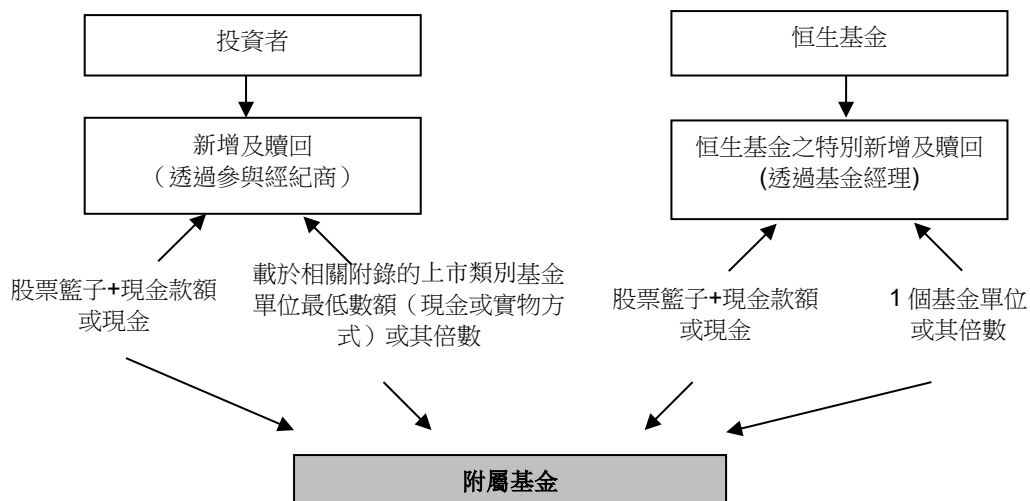 投資者
恒生基金
新增及贖回
（透過參與經紀商）
恒生基金之特別新增及贖回
(透過基金經理)
股票籃子+現金款額
或現金
載於相關附錄的上市類別基金
單位最低數額（現金或實物方
式）或其倍數
股票籃子+現金款額
或現金
1 個基金單位
或其倍數
附屬基金